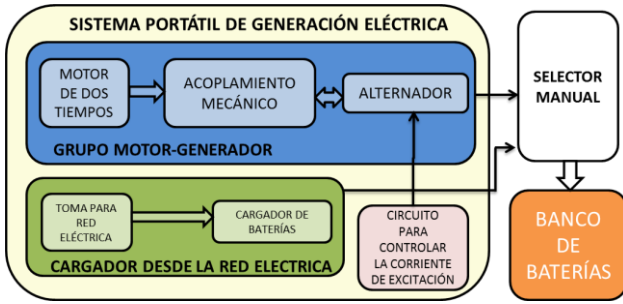 SISTEMA PORTÁTIL DE GENERACIÓN ELÉCTRICA
MOTOR
DE DOS
TIEMPOS
ACOPLAMIENTO
MECÁNICO
ALTERNADOR
GRUPO MOTOR-GENERADOR
SELECTOR
MANUAL
TOMA PARA
RED
ELÉCTRICA
CARGADOR DE
BATERÍAS
CARGADOR DESDE LA RED ELECTRICA
CIRCUITO
PARA
CONTROLAR
LA CORRIENTE
DE EXCITACIÓN
BANCO
DE
BATERÍAS